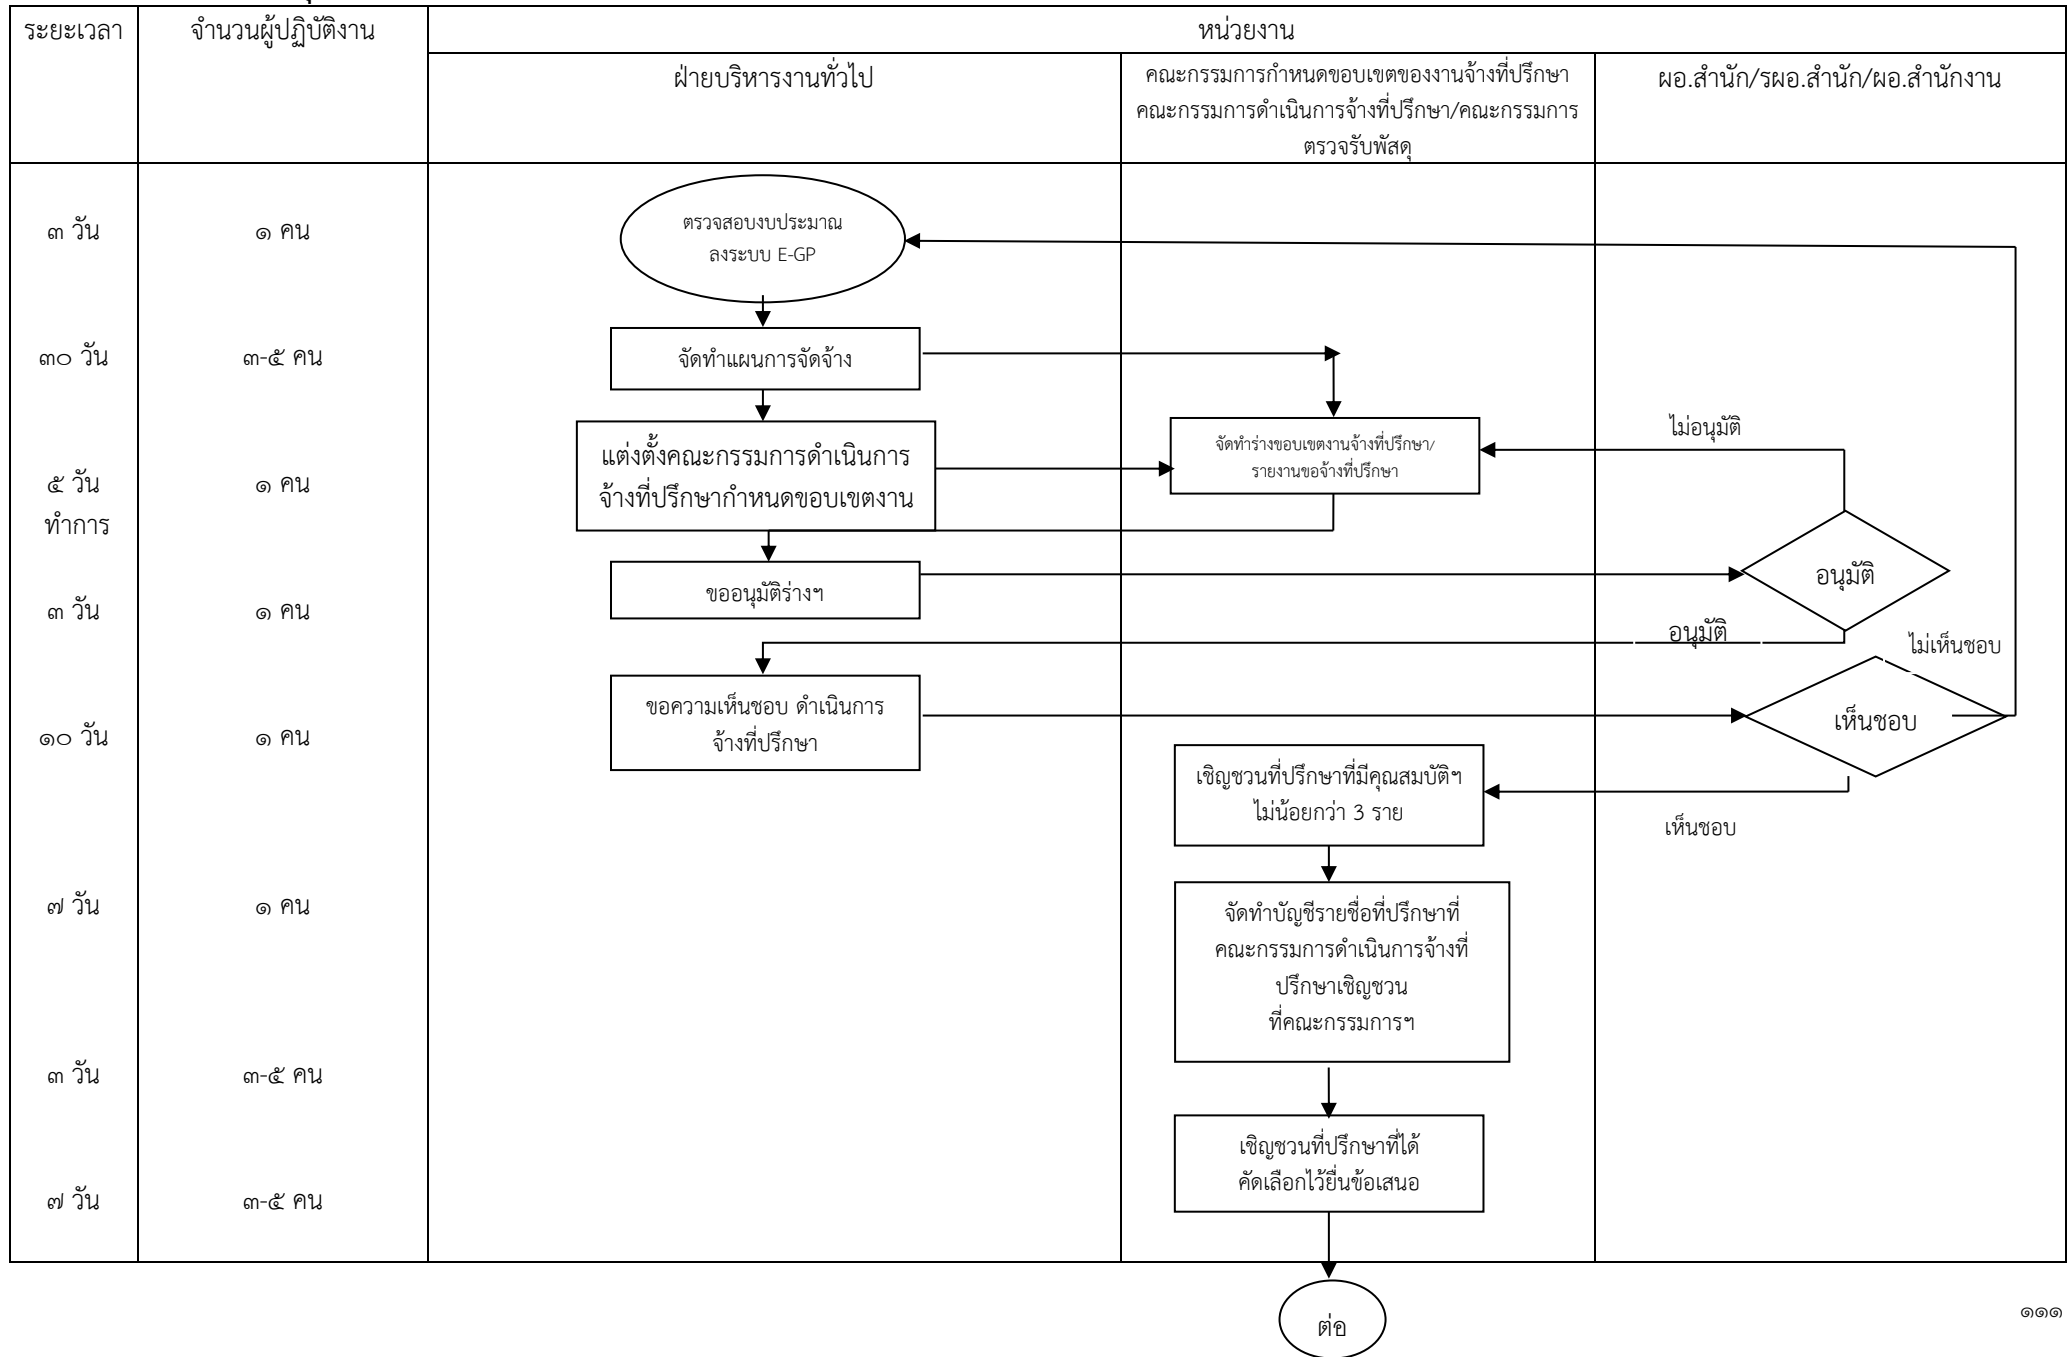 ระยะเวลา
จำนวนผู้ปฏิบัติงาน
หน่วยงาน
ฝ่ายบริหารงานทั่วไป
คณะกรรมการกำหนดขอบเขตของงานจ้างที่ปรึกษา
คณะกรรมการดำเนินการจ้างที่ปรึกษา/คณะกรรมการ
ตรวจรับพัสดุ
ผอ.สำนัก/รผอ.สำนัก/ผอ.สำนักงาน
๓ วัน
๑ คน
ตรวจสอบงบประมาณ
ลงระบบ E-GP
๓๐ วัน
๓-๕ คน
จัดทำแผนการจัดจ้าง
แต่งตั้งคณะกรรมการดำเนินการ
จ้างที่ปรึกษากำหนดขอบเขตงาน
จัดทำร่างขอบเขตงานจ้างที่ปรึกษา/
รายงานขอจ้างที่ปรึกษา
ไม่อนุมัติ
๕ วัน
ทำการ
๑ คน
ขออนุมัติร่างฯ
อนุมัติ
๓ วัน
๑ คน
อนุมัติ
ไม่เห็นชอบ
ขอความเห็นชอบ ดำเนินการ
จ้างที่ปรึกษา
เห็นชอบ
๑๐ วัน
๑ คน
เชิญชวนที่ปรึกษาที่มีคุณสมบัติฯ
ไม่น้อยกว่า 3 ราย
เห็นชอบ
๗ วัน
๑ คน
จัดทำบัญชีรายชื่อที่ปรึกษาที่
คณะกรรมการดำเนินการจ้างที่
ปรึกษาเชิญชวน
ที่คณะกรรมการฯ
๓ วัน
๓-๕ คน
เชิญชวนที่ปรึกษาที่ได้
คัดเลือกไว้ยื่นข้อเสนอ
๗ วัน
๓-๕ คน
ต่อ
๑๑๑